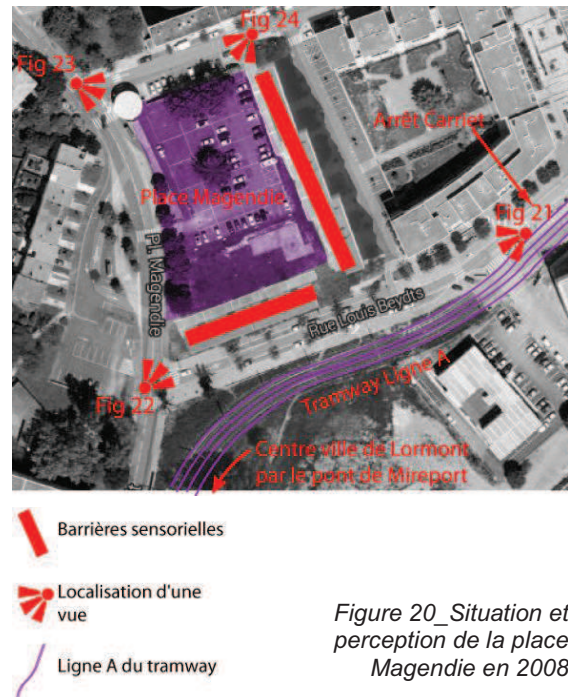 Fig 24
Fig 23
Arrêt Carriet
Place Magendie
Fig 21
Pl. Magendie
Rue Louis Beydts
Tramway Ligne A
Fig 22
Centre ville de Lormont
par le pont de Mireport
Barrières sensorielles
Localisation d'une
vue
Ligne A du tramway
Figure 20_Situation et
perception de la place
Magendie en 2008